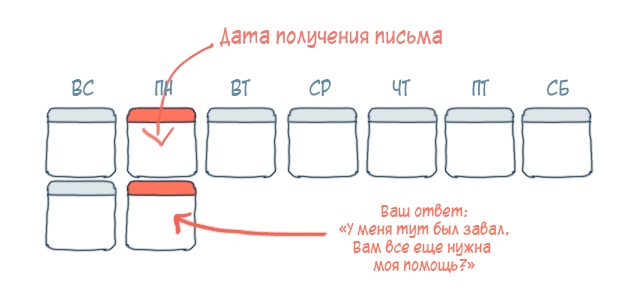 Дата получения письма
ВС ПН ВТ СР ЧТ ПТ СБ
Ваш ответ:
«У меня тут был завал.
Вам все еще нужна
моя помощь?»